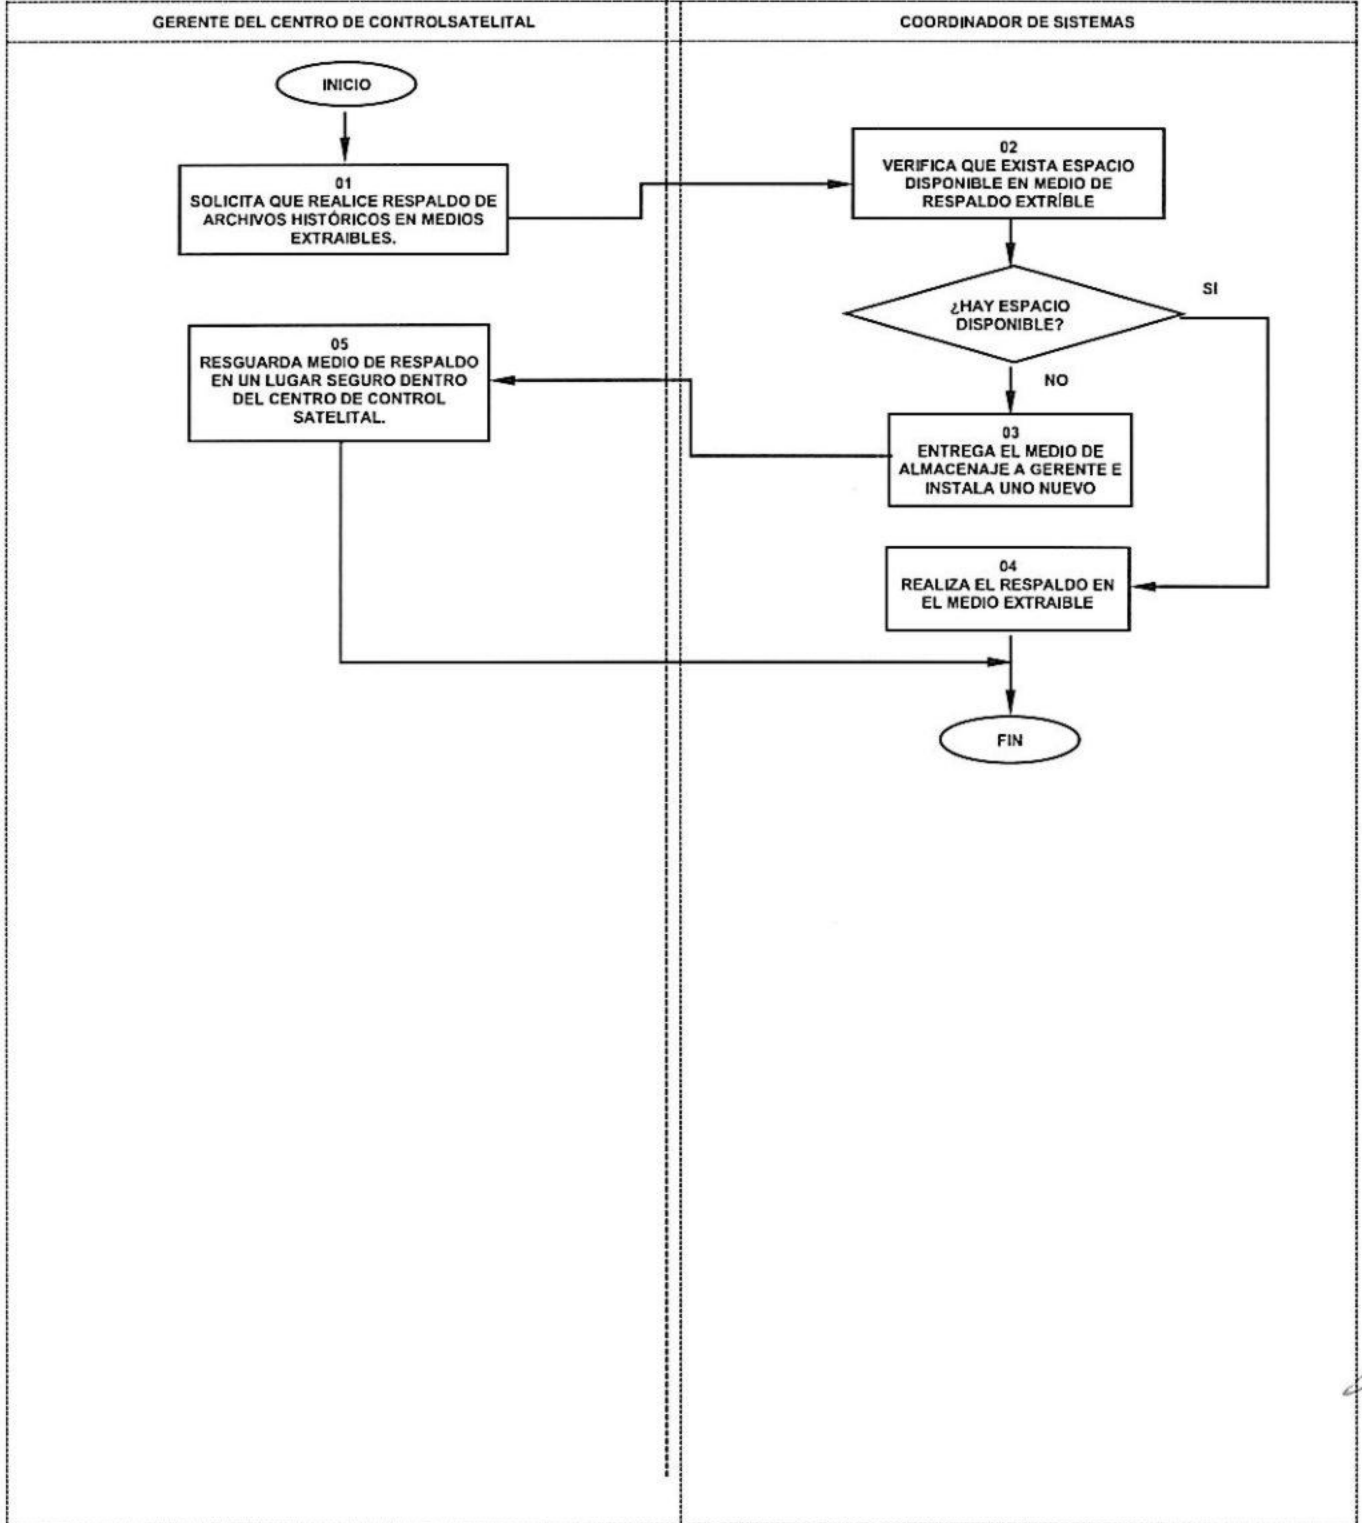 GERENTE DEL CENTRO DE CONTROLSATELITAL
COORDINADOR DE SISTEMAS
INICIO
01
SOLICITA QUE REALICE RESPALDO DE
ARCHIVOS HISTÓRICOS EN MEDIOS
EXTRAIBLES.
02
VERIFICA QUE EXISTA ESPACIO
DISPONIBLE EN MEDIO DE
RESPALDO EXTRÍBLE
¿HAY ESPACIO
DISPONIBLE?
SI
NO
03
ENTREGA EL MEDIO DE
ALMACENAJE A GERENTE E
INSTALA UNO NUEVO
05
RESGUARDA MEDIO DE RESPALDO
EN UN LUGAR SEGURO DENTRO
DEL CENTRO DE CONTROL
SATELITAL.
04
REALIZA EL RESPALDO EN
EL MEDIO EXTRAIBLE
FIN